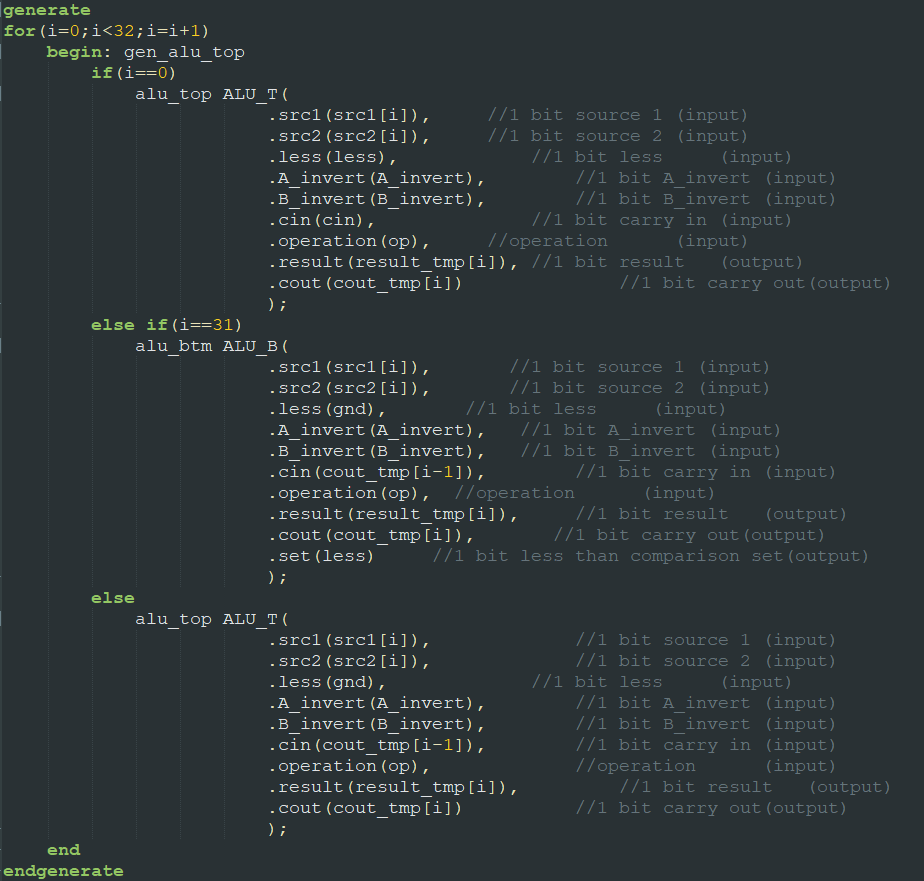 generate
for(i=0;i<32;i=i+1)
    begin: gen_alu_top
        if(i==0)
            alu_top ALU_T(
                        .src1(src1[i]),     //1 bit source 1 (input)
                        .src2(src2[i]),     //1 bit source 2 (input)
                        .less(less),            //1 bit less     (input)
                        .A_invert(A_invert),        //1 bit A_invert (input)
                        .B_invert(B_invert),        //1 bit B_invert (input)
                        .cin(cin),              //1 bit carry in (input)
                        .operation(op),     //operation      (input)
                        .result(result_tmp[i]), //1 bit result   (output)
                        .cout(cout_tmp[i])              //1 bit carry out(output)
                        );
        else if(i==31)
            alu_btm ALU_B(
                        .src1(src1[i]),       //1 bit source 1 (input)
                        .src2(src2[i]),       //1 bit source 2 (input)
                        .less(gnd),       //1 bit less     (input)
                        .A_invert(A_invert),   //1 bit A_invert (input)
                        .B_invert(B_invert),   //1 bit B_invert (input)
                        .cin(cout_tmp[i-1]),        //1 bit carry in (input)
                        .operation(op),  //operation      (input)
                        .result(result_tmp[i]),     //1 bit result   (output)
                        .cout(cout_tmp[i]),       //1 bit carry out(output)
                        .set(less)     //1 bit less than comparison set(output)
                        );
        else
            alu_top ALU_T(
                        .src1(src1[i]),             //1 bit source 1 (input)
                        .src2(src2[i]),             //1 bit source 2 (input)
                        .less(gnd),             //1 bit less     (input)
                        .A_invert(A_invert),        //1 bit A_invert (input)
                        .B_invert(B_invert),        //1 bit B_invert (input)
                        .cin(cout_tmp[i-1]),        //1 bit carry in (input)
                        .operation(op),             //operation      (input)
                        .result(result_tmp[i]),         //1 bit result   (output)
                        .cout(cout_tmp[i])          //1 bit carry out(output)
                        );
    end
endgenerate